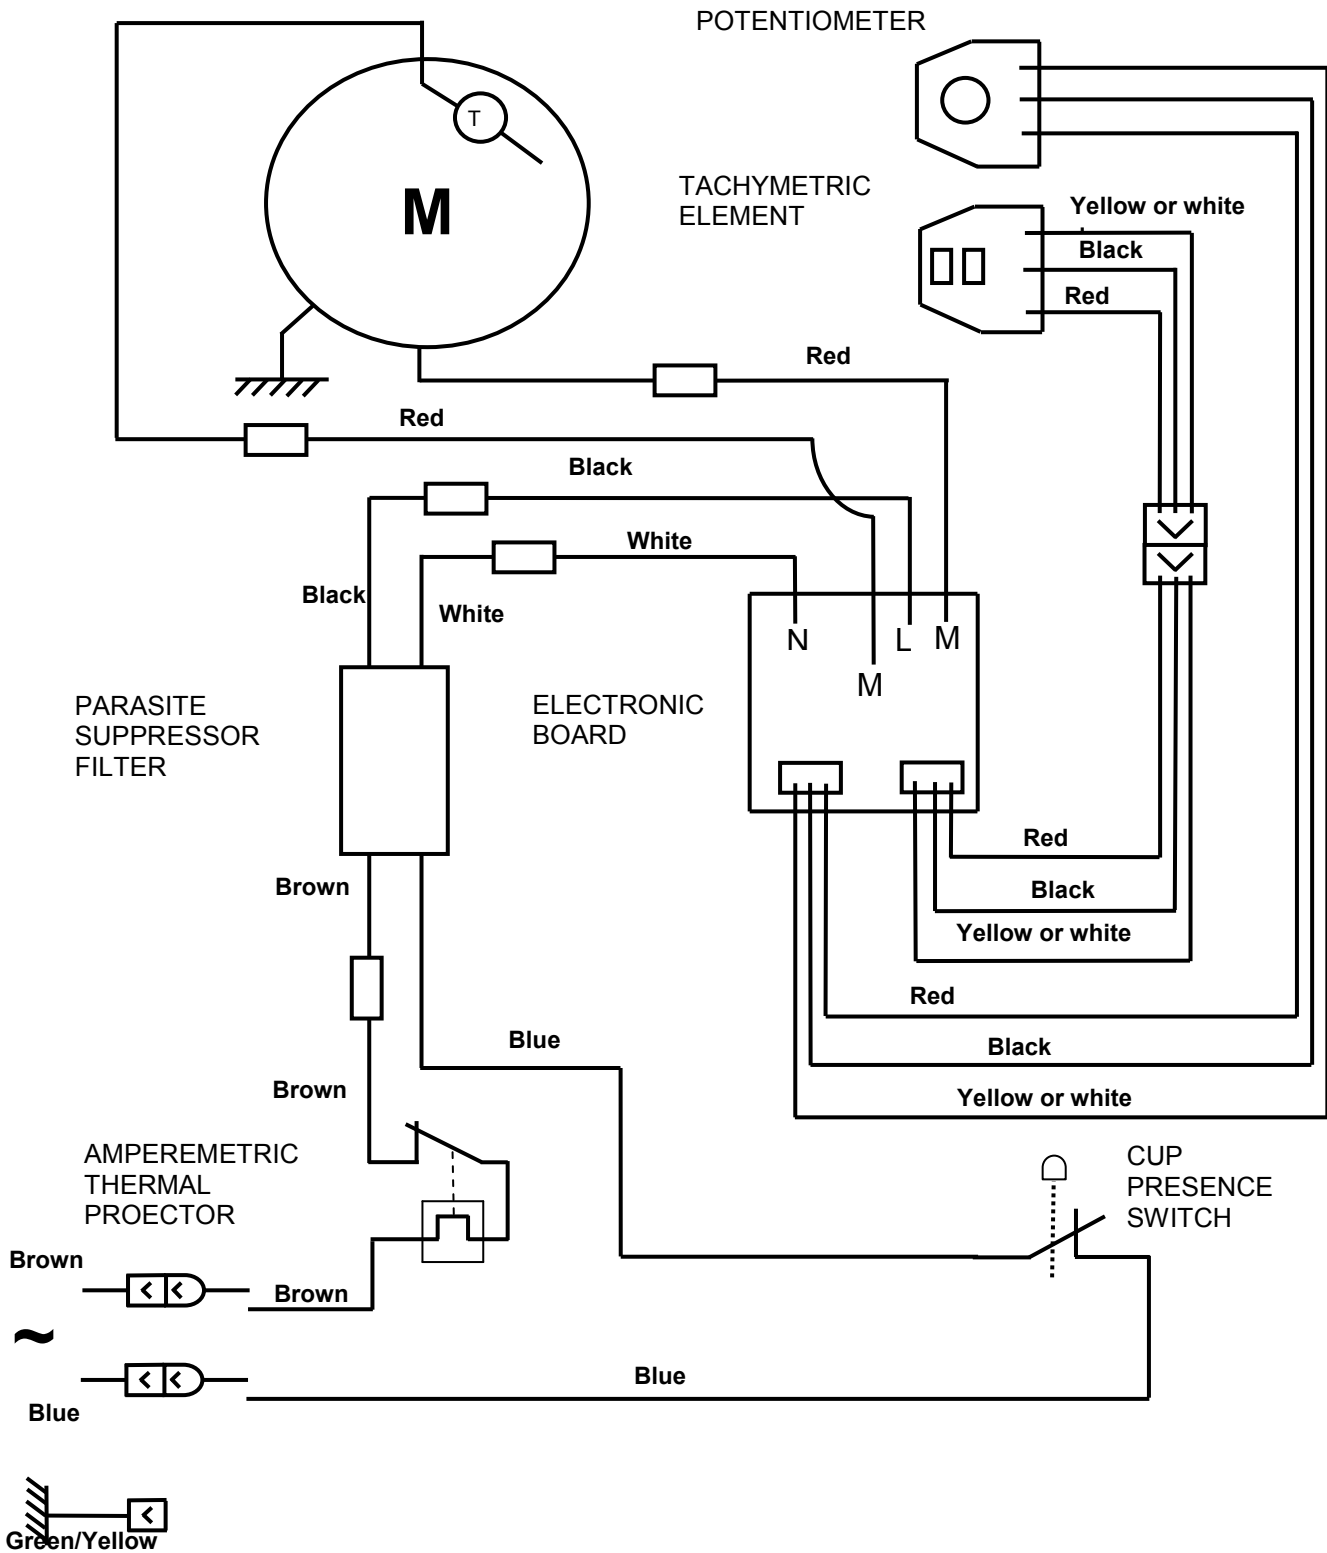 POTENTIOMETER
T
M
TACHYMETRIC
ELEMENT
Yellow or white
Black
Red
Red
Red
Black
White
Black
White
N
L
M
M
PARASITE
SUPPRESSOR
FILTER
ELECTRONIC
BOARD
Red
Brown
Black
Yellow or white
Red
Blue
Black
Brown
Yellow or white
AMPEREMETRIC
THERMAL
PROECTOR
CUP
PRESENCE
SWITCH
Brown
Brown
~
Blue
Blue
Green/Yellow